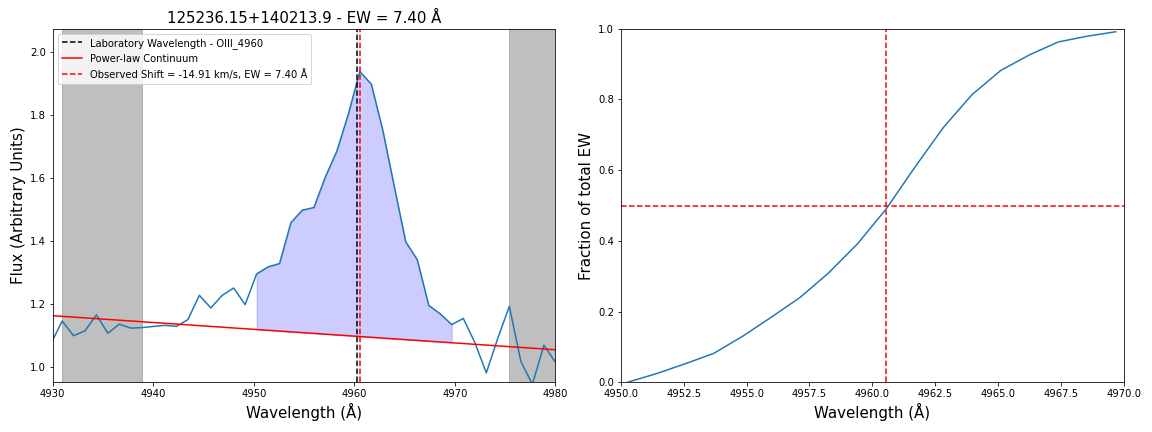 125236.15+140213.9 - EW = 7.40 Å
Laboratory Wavelength - OIII_4960
Power-law Continuum
Observed Shift = -14.91 km/s, EW = 7.40 Å
Flux (Arbitrary Units)
2.0
1.8
1.6
1.4
1.2
1.0
4930 4940 4950 4960 4970 4980
Wavelength (Å)
Fraction of total EW
1.0
0.8
0.6
0.4
0.2
0.0
4950.0 4952.5 4955.0 4957.5 4960.0 4962.5 4965.0 4967.5 4970.0
Wavelength (Å)